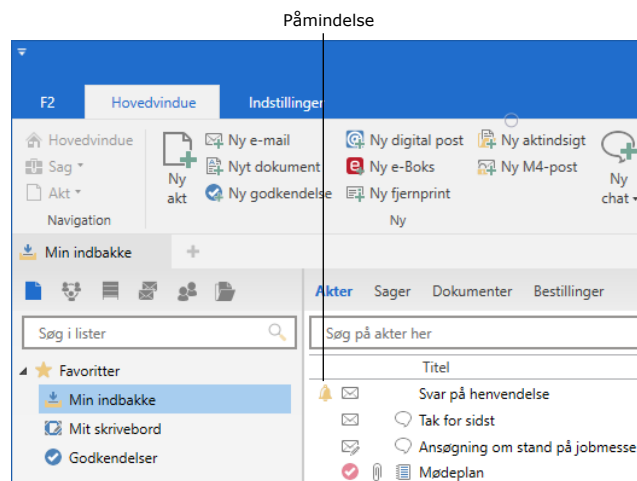 Påmindelse
F2 Hovedvindue Indstillinger
Hovedvindue Ny e-mail Ny digital post Ny aktindsigt
Sag Nyt dokument Ny e-Boks Ny M4-post
Akt Ny akt Ny godkendelse Ny fjernprint Ny chat
Navigation Ny
Min indbakke
Akter Sager Dokumenter Bestillinger
Søg i lister Søg på akter her
Favoritter Titel
Min indbakke Svar på henvendelse
Mit skrivebord Tak for sidst
Godkendelser Ansøgning om stand på jobmesse
Mødeplan